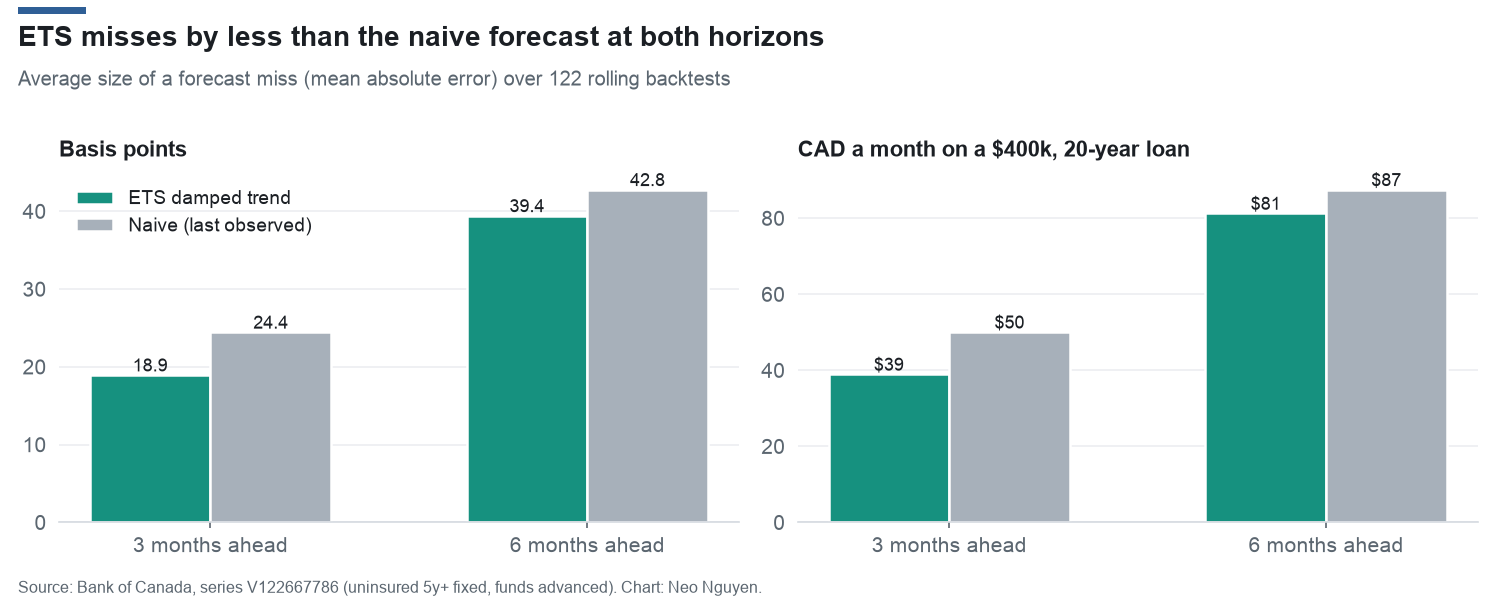 ETS misses by less than the naive forecast at both horizons
Average size of a forecast miss (mean absolute error) over 122 rolling backtests
Basis points
ETS damped trend
Naive (last observed)
40
30
20
10
0
18.9
24.4
39.4
42.8
3 months ahead
6 months ahead
CAD a month on a $400k, 20-year loan
80
60
40
20
0
$39
$50
$81
$87
3 months ahead
6 months ahead
Source: Bank of Canada, series V122667786 (uninsured 5y+ fixed, funds advanced). Chart: Neo Nguyen.